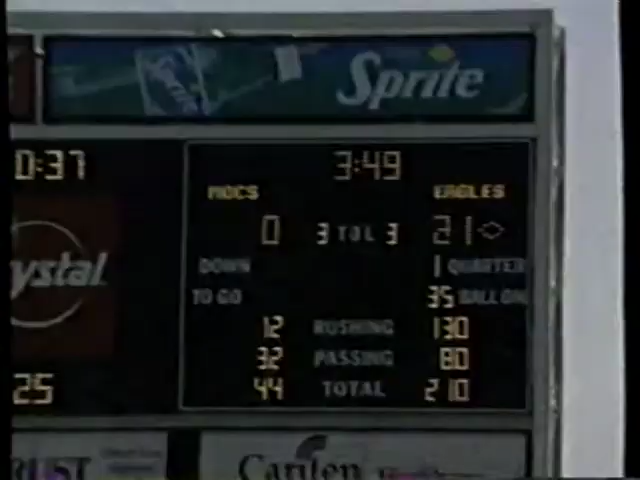 Sprite
0:37
3:49
MOCS EAGLES
0 3 TOL 3 21
DOWN 1 QUARTER
TO GO 35 BALL ON
ystal
12 RUSHING 130
32 PASSING 80
44 TOTAL 210
25
RUST